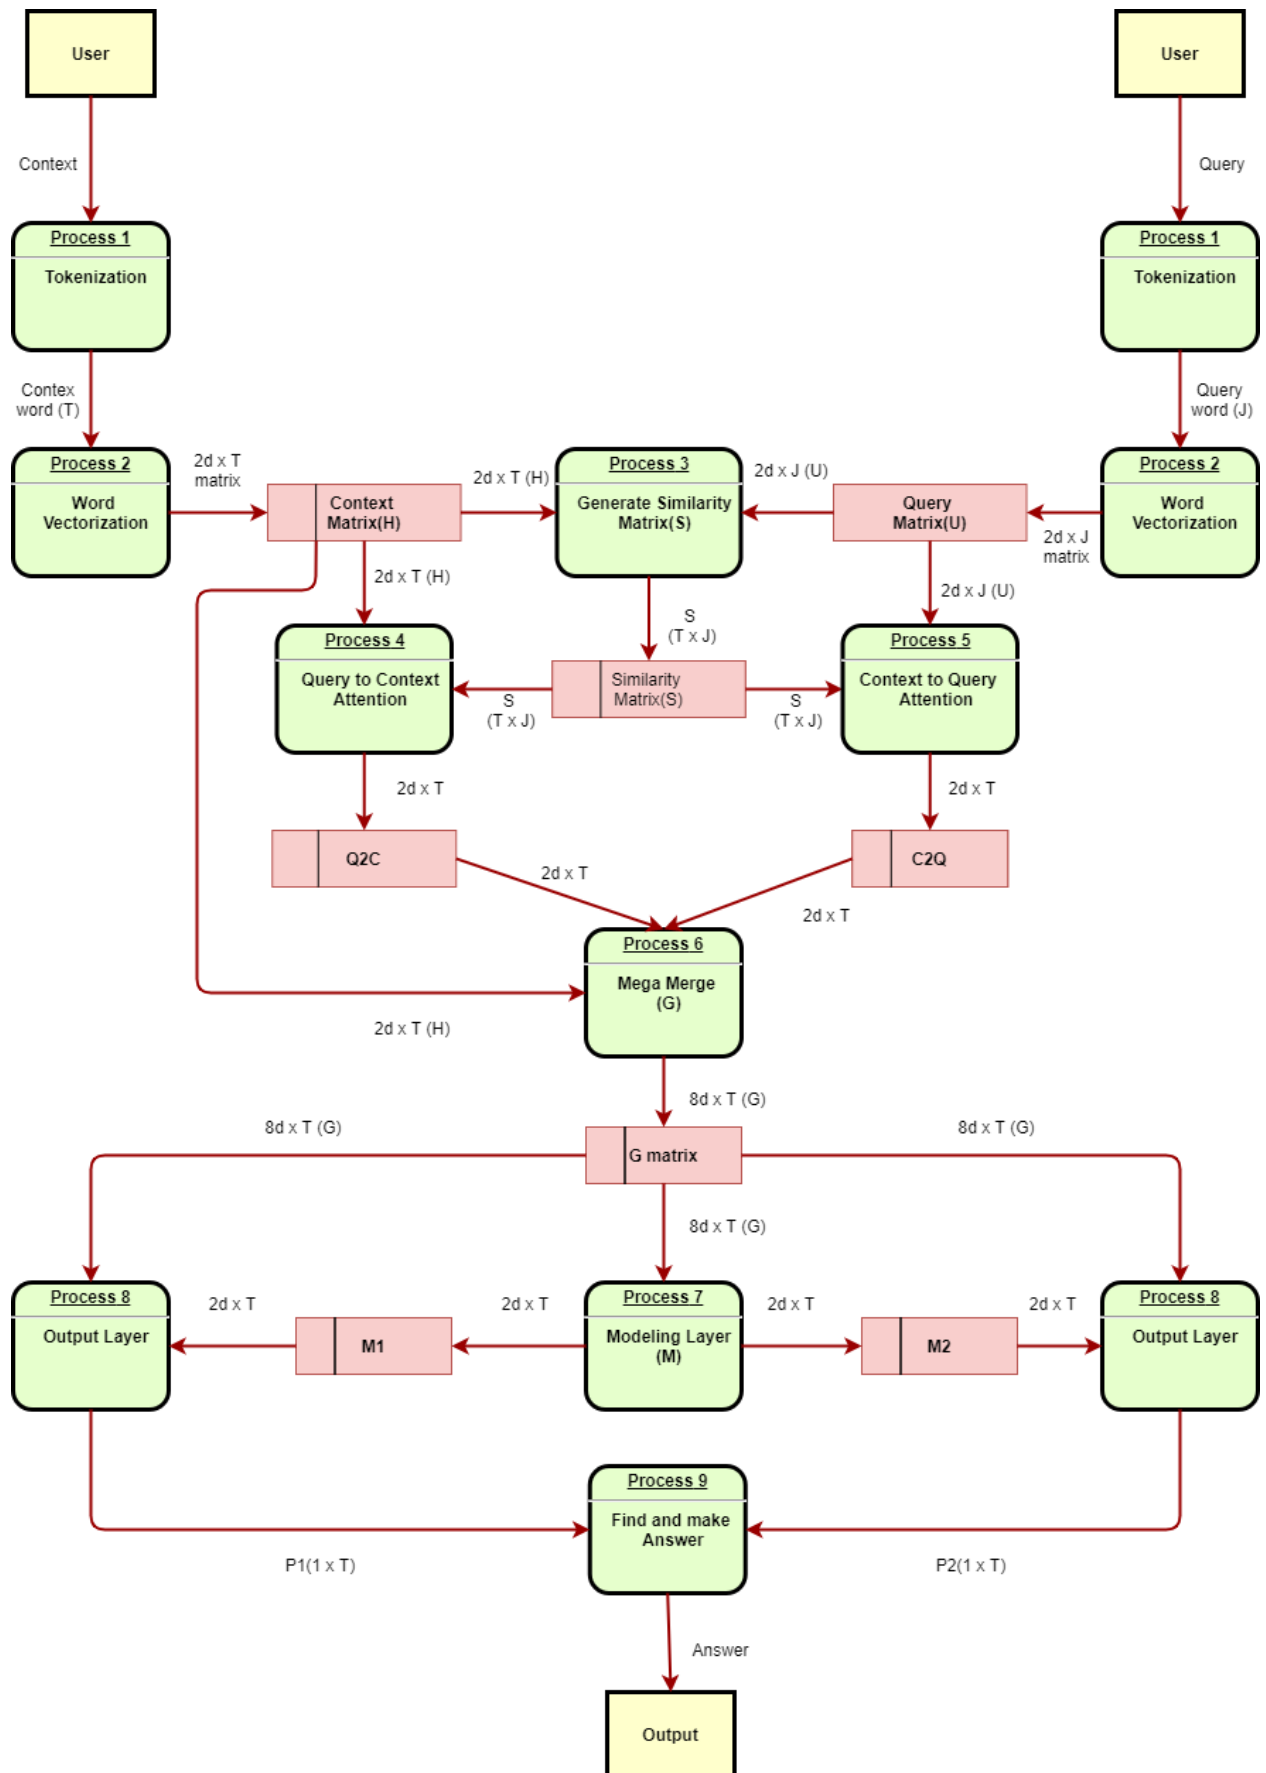 User
User
Context
Query
Process 1
Tokenization
Process 1
Tokenization
Contex
word (T)
Query
word (J)
Process 2
Word
Vectorization
2d x T
matrix
Context
Matrix(H)
2d x T (H)
Process 3
Generate Similarity
Matrix(S)
2d x J (U)
Query
Matrix(U)
2d x J
matrix
Process 2
Word
Vectorization
2d x T (H)
S
(T x J)
2d x J (U)
Process 4
Query to Context
Attention
S
(T x J)
Similarity
Matrix(S)
S
(T x J)
Process 5
Context to Query
Attention
2d x T
2d x T
Q2C
C2Q
2d x T
2d x T
Process 6
Mega Merge
(G)
2d x T (H)
8d x T (G)
8d x T (G)
G matrix
8d x T (G)
8d x T (G)
Process 8
Output Layer
2d x T
M1
2d x T
Process 7
Modeling Layer
(M)
2d x T
M2
2d x T
Process 8
Output Layer
Process 9
Find and make
Answer
P1(1 x T)
P2(1 x T)
Answer
Output